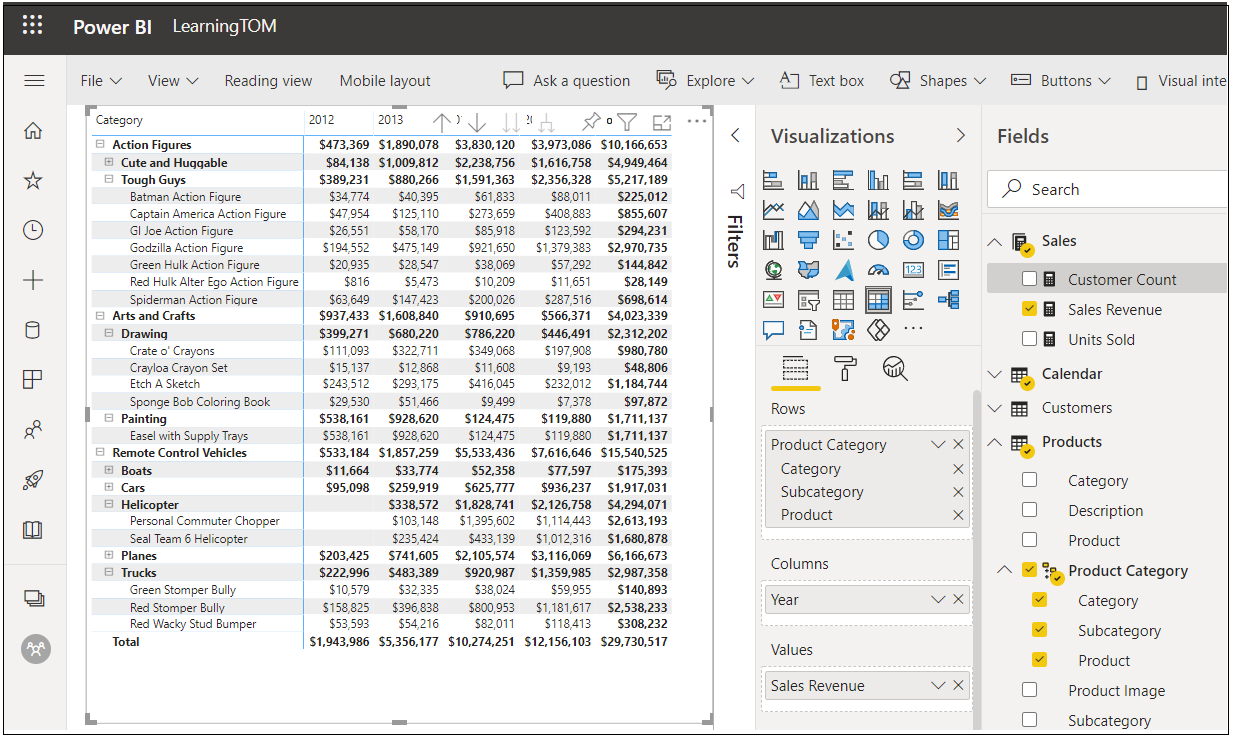 Power BI LearningTOM
File View Reading view Mobile layout Ask a question Explore Text box Shapes Buttons Visual inte
Category 2012 2013
Action Figures $473,369 $1,890,078 $3,830,120 $3,973,086 $10,166,653
Cute and Huggable $84,138 $1,009,812 $2,238,756 $1,616,758 $4,949,464
Tough Guys $389,231 $880,266 $1,591,363 $2,356,328 $5,217,189
Batman Action Figure $34,774 $40,395 $61,833 $88,011 $225,012
Captain America Action Figure $47,954 $125,110 $273,659 $408,883 $855,607
GI Joe Action Figure $26,551 $58,170 $85,918 $123,592 $294,231
Godzilla Action Figure $194,552 $475,149 $921,650 $1,379,383 $2,970,735
Green Hulk Action Figure $20,935 $28,547 $38,069 $57,292 $144,842
Red Hulk Alter Ego Action Figure $816 $5,473 $10,209 $11,651 $28,149
Spiderman Action Figure $63,649 $147,423 $200,026 $287,516 $698,614
Arts and Crafts $937,433 $1,608,840 $910,695 $566,371 $4,023,339
Drawing $399,271 $680,220 $786,220 $446,491 $2,312,202
Crate o' Crayons $111,093 $322,711 $349,068 $197,908 $980,780
Crayloa Crayon Set $15,137 $12,868 $11,608 $9,193 $48,806
Etch A Sketch $243,512 $293,175 $416,045 $232,012 $1,184,744
Sponge Bob Coloring Book $29,530 $51,466 $9,499 $7,378 $97,872
Painting $538,161 $928,620 $124,475 $119,880 $1,711,137
Easel with Supply Trays $538,161 $928,620 $124,475 $119,880 $1,711,137
Remote Control Vehicles $533,184 $1,857,259 $5,533,436 $7,616,646 $15,540,525
Boats $11,664 $33,774 $52,358 $77,597 $175,393
Cars $95,098 $259,919 $625,777 $936,237 $1,917,031
Helicopter $338,572 $1,828,741 $2,126,758 $4,294,071
Personal Commuter Chopper $103,148 $1,395,602 $1,114,443 $2,613,193
Seal Team 6 Helicopter $235,424 $433,139 $1,012,316 $1,680,878
Planes $203,425 $741,605 $2,105,574 $3,116,069 $6,166,673
Trucks $222,996 $483,389 $920,987 $1,359,985 $2,987,358
Green Stomper Bully $10,579 $32,335 $38,024 $59,955 $140,893
Red Stomper Bully $158,825 $396,838 $800,953 $1,181,617 $2,538,233
Red Wacky Stud Bumper $53,593 $54,216 $82,011 $118,413 $308,232
Total $1,943,986 $5,356,177 $10,274,251 $12,156,103 $29,730,517
Filters
Visualizations
123
Rows
Product Category
Category
Subcategory
Product
Columns
Year
Values
Sales Revenue
Fields
Search
Sales
Customer Count
Sales Revenue
Units Sold
Calendar
Customers
Products
Category
Description
Product
Product Category
Category
Subcategory
Product
Product Image
Subcategory